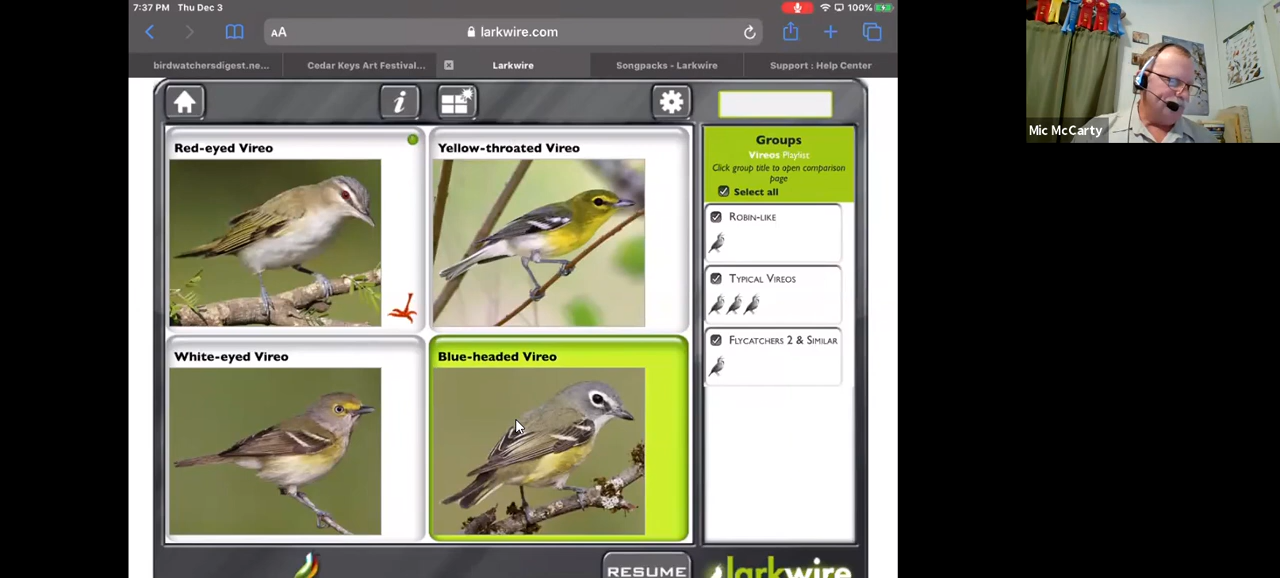 7:37 PM Thu Dec 3
100%
AA
larkwire.com
birdwatchersdigest.ne...
Cedar Keys Art Festival...
Larkwire
Songpacks - Larkwire
Support : Help Center
Mic McCarty
i
Red-eyed Vireo
Yellow-throated Vireo
White-eyed Vireo
Blue-headed Vireo
Groups
Vireos Playlist
Click group title to open comparison
page
Select all
ROBIN-LIKE
TYPICAL VIREOS
FLYCATCHERS 2 & SIMILAR
RESUME
larkwire